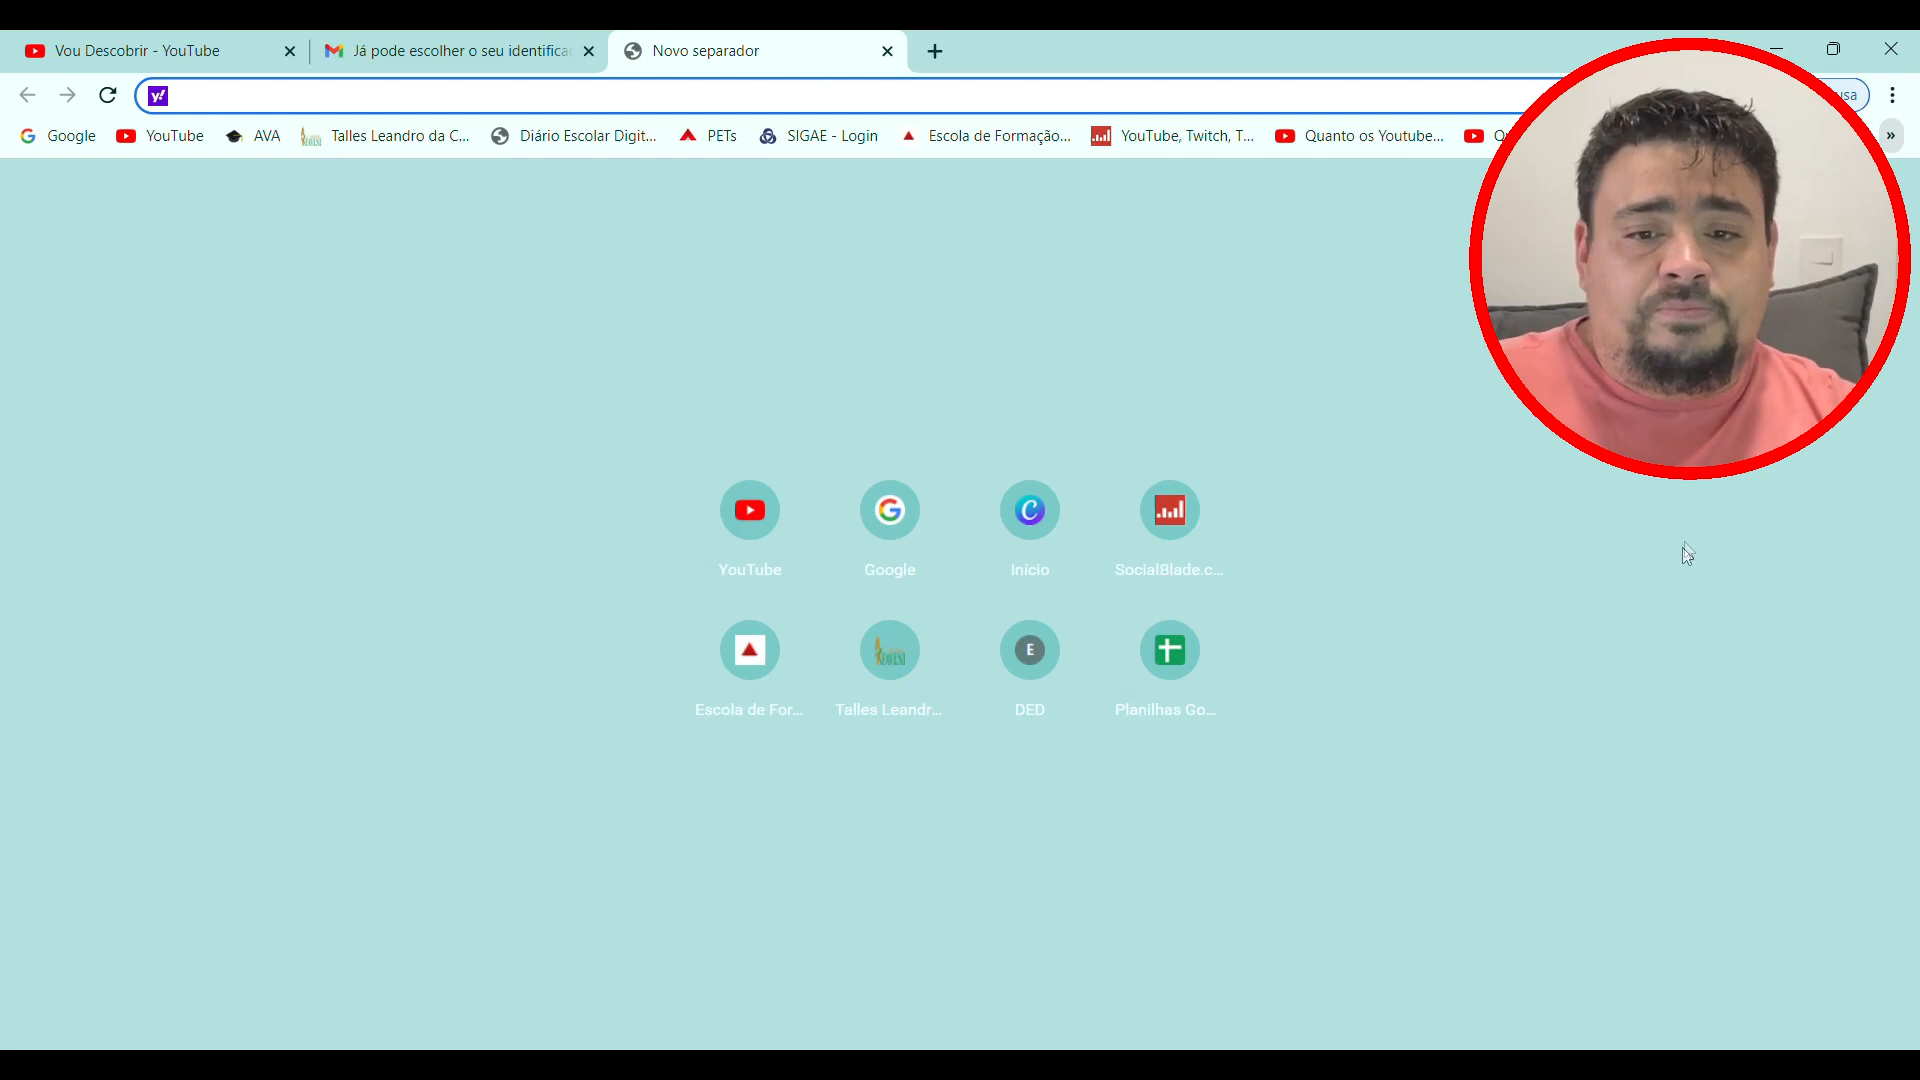 Vou Descobrir - YouTube
Já pode escolher o seu identifica
Novo separador
y!
usa
Google
YouTube
AVA
Talles Leandro da C...
Diário Escolar Digit...
PETs
SIGAE - Login
Escola de Formação...
YouTube, Twitch, T...
Quanto os Youtube...
»
YouTube
Google
Início
SocialBlade.c...
Escola de For...
Talles Leandr...
E
DED
Planilhas Go...